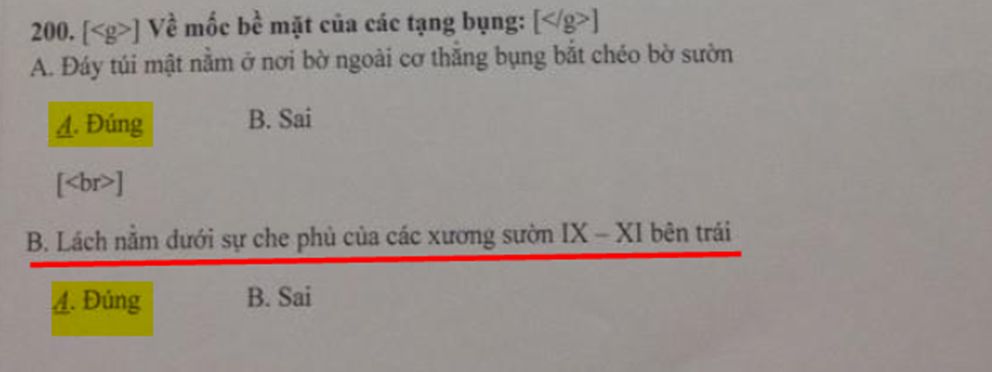 200. [<g>] Về mốc bề mặt của các tạng bụng: [</g>]
A. Đáy túi mật nằm ở nơi bờ ngoài cơ thẳng bụng bắt chéo bờ sườn
A. Đúng B. Sai
[<br>]
B. Lách nằm dưới sự che phủ của các xương sườn IX – XI bên trái
A. Đúng B. Sai